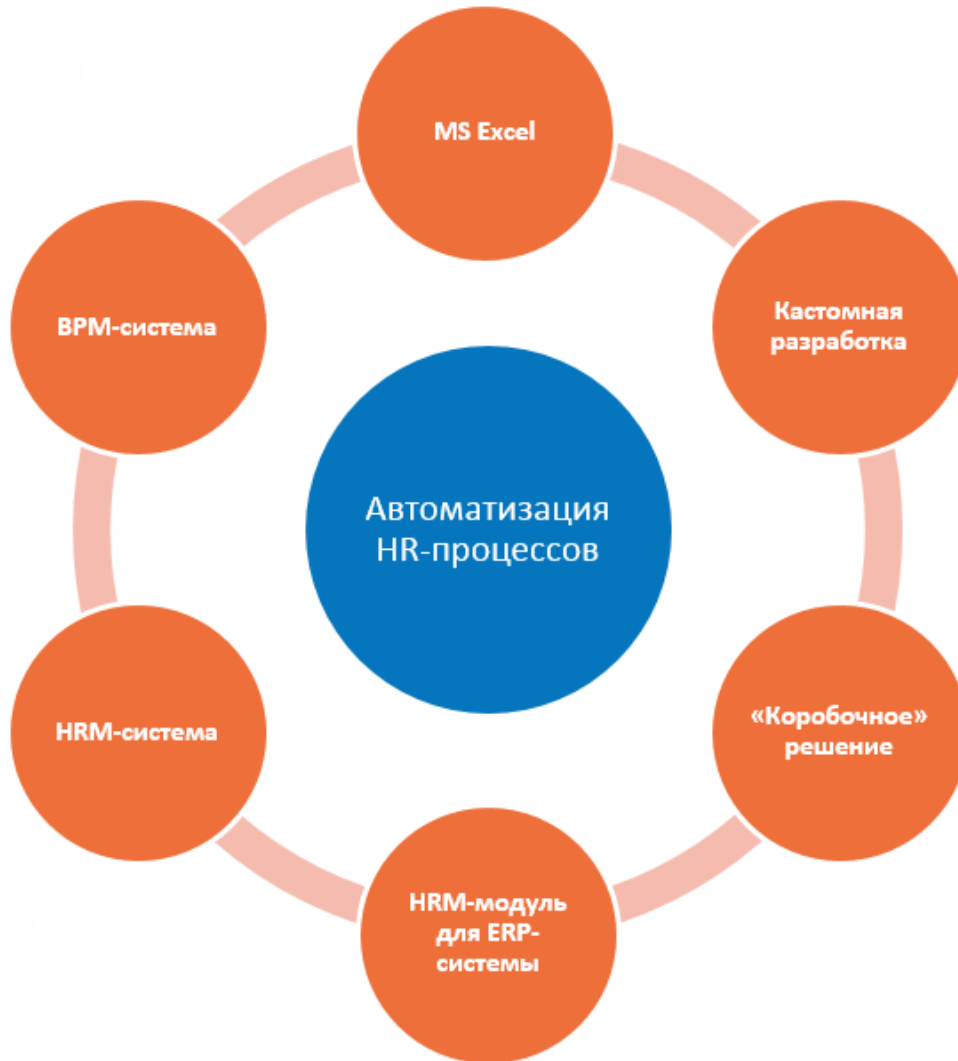 MS Excel
Кастомная
разработка
«Коробочное»
решение
HRM-модуль
для ERP-
системы
HRM-система
BPM-система
Автоматизация
HR-процессов